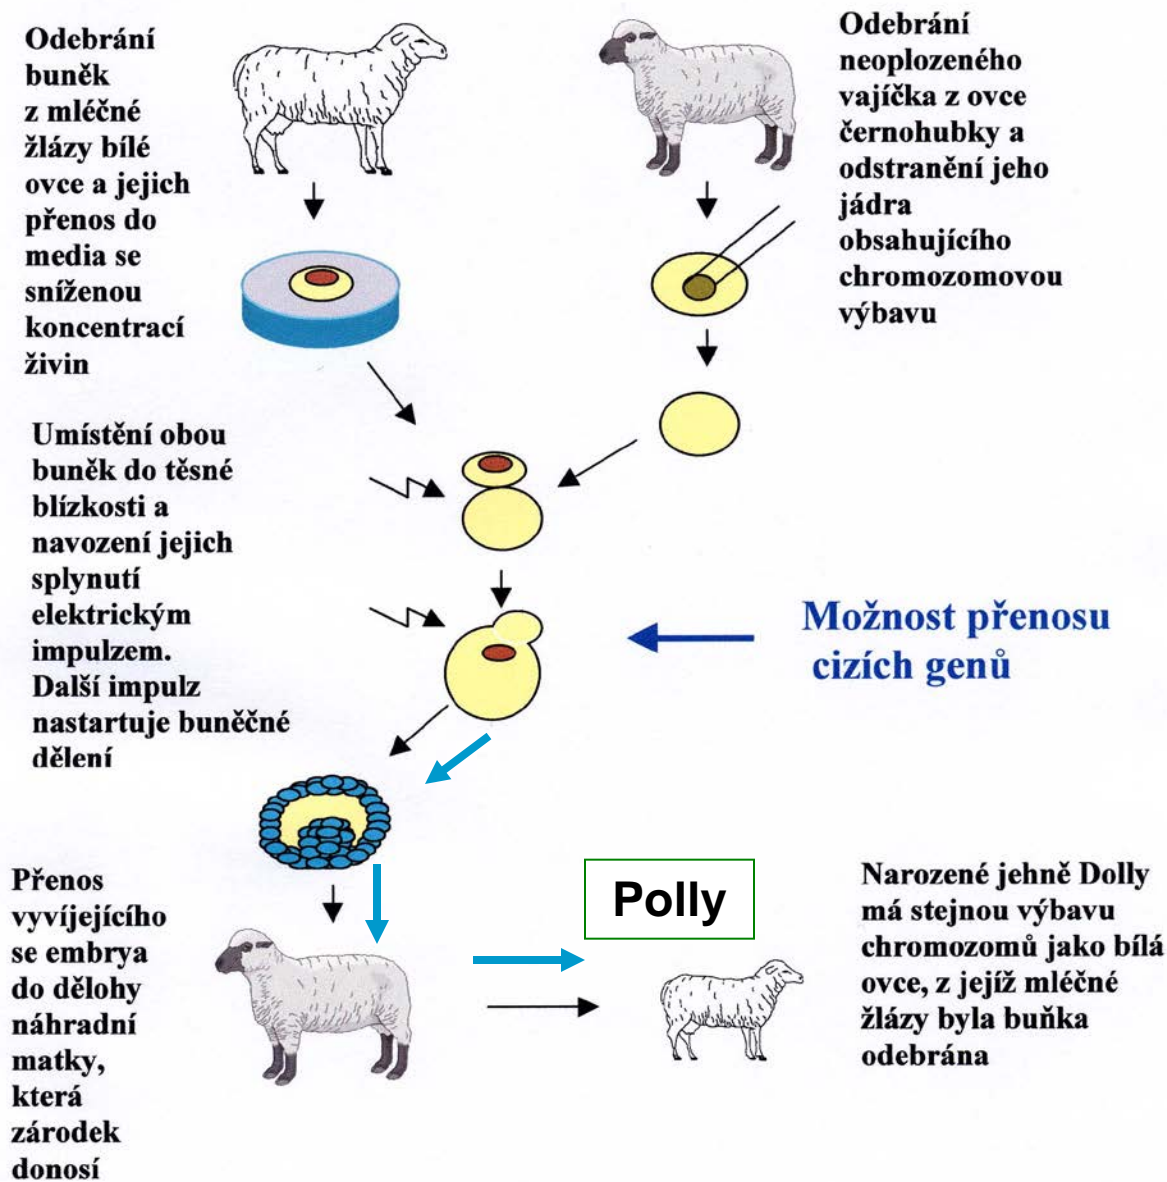 Odebrání
buněk
z mléčné
žlázy bílé
ovce a jejich
přenos do
media se
sníženou
koncentrací
živin
Odebrání
neoplozeného
vajíčka z ovce
černohubky a
odstranění jeho
jádra
obsahujícího
chromozomovou
výbavu
Umístění obou
buněk do těsné
blízkosti a
navození jejich
splynutí
elektrickým
impulzem.
Další impulz
nastartuje buněčné
dělení
Možnost přenosu
cizích genů
Přenos
vyvíjejícího
se embrya
do dělohy
náhradní
matky,
která
zárodek
donosí
Polly
Narozené jehně Dolly
má stejnou výbavu
chromozomů jako bílá
ovce, z jejíž mléčné
žlázy byla buňka
odebrána